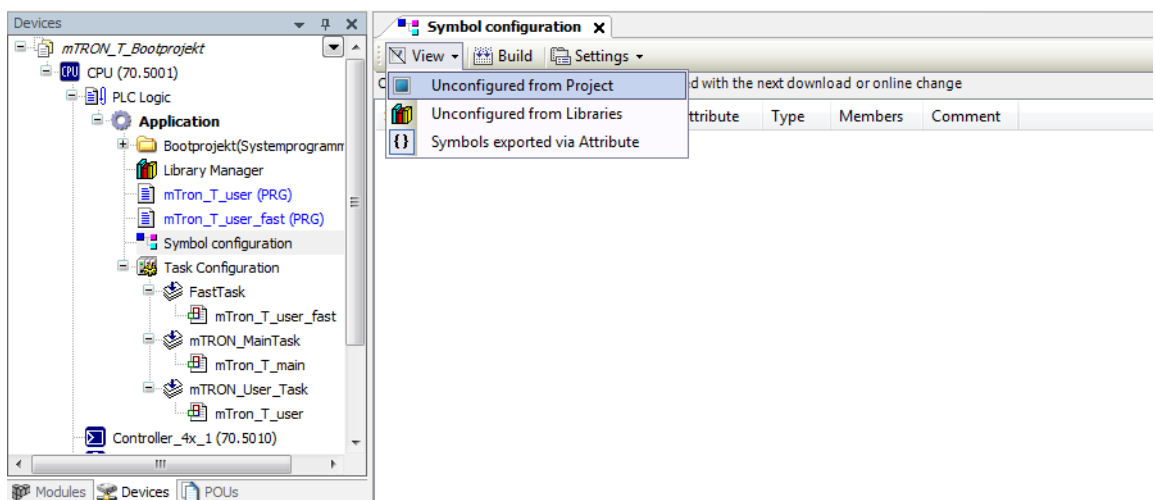 Devices
mTRON_T_Bootprojekt
CPU CPU (70.5001)
PLC Logic
Application
Bootprojekt(Systemprogramm
Library Manager
mTron_T_user (PRG)
mTron_T_user_fast (PRG)
Symbol configuration
Task Configuration
FastTask
mTron_T_user_fast
mTRON_MainTask
mTron_T_main
mTRON_User_Task
mTron_T_user
Controller_4x_1 (70.5010)
Modules Devices POUs
Symbol configuration X
View Build Settings
Unconfigured from Project
Unconfigured from Libraries
{} Symbols exported via Attribute
ed with the next download or online change
ttribute Type Members Comment